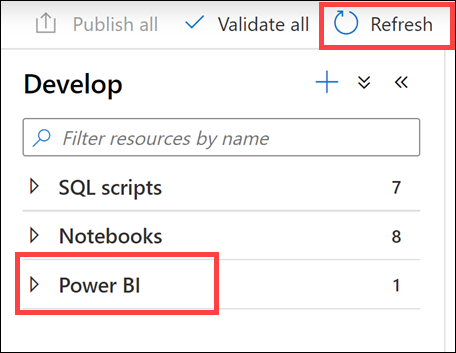 Publish all Validate all Refresh
Develop
Filter resources by name
SQL scripts 7
Notebooks 8
Power BI 1